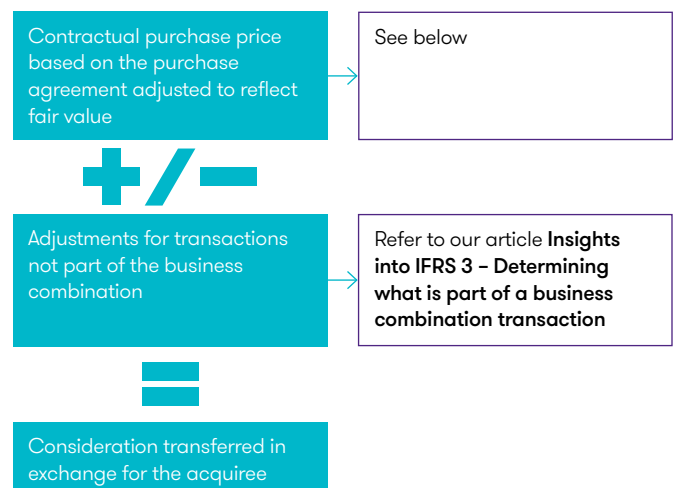 Contractual purchase price
based on the purchase
agreement adjusted to reflect
fair value
See below
+/−
Adjustments for transactions
not part of the business
combination
Refer to our article Insights
into IFRS 3 – Determining
what is part of a business
combination transaction
=
Consideration transferred in
exchange for the acquiree